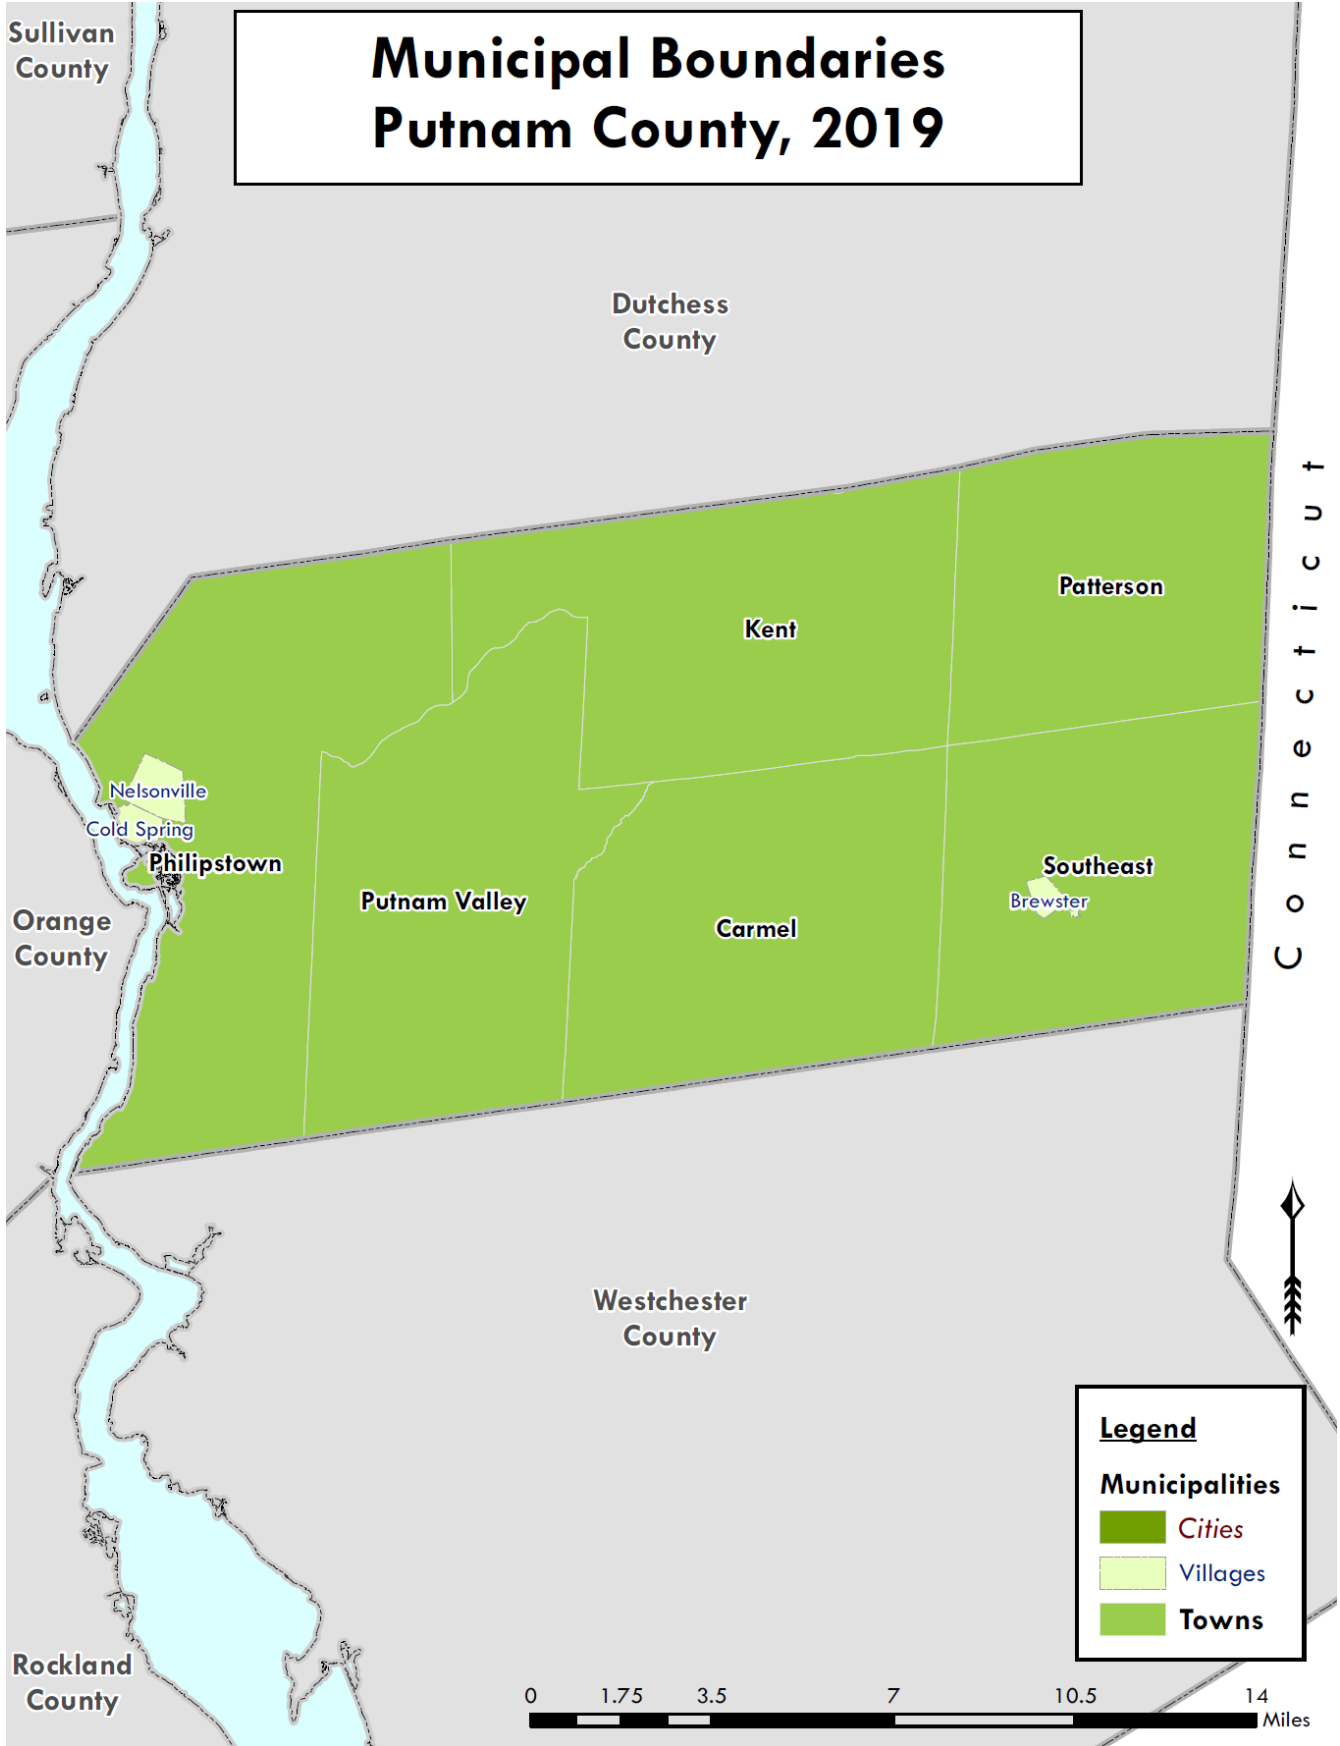 Municipal Boundaries
Putnam County, 2019
Sullivan
County
Dutchess
County
Connecticut
Patterson
Kent
Nelsonville
Cold Spring
Philipstown
Putnam Valley
Southeast
Brewster
Carmel
Orange
County
Westchester
County
Legend
Municipalities
Cities
Villages
Towns
Rockland
County
0 1.75 3.5 7 10.5 14
Miles